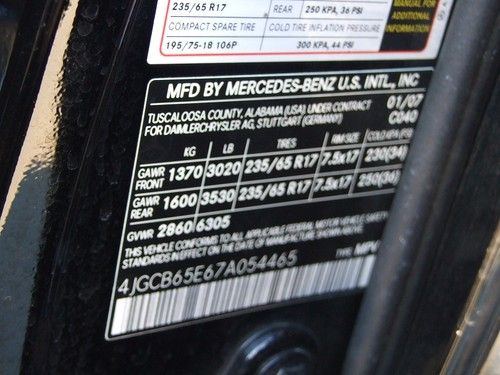 235/65 R17 REAR 250 KPA, 36 PSI
COMPACT SPARE TIRE COLD TIRE INFLATION PRESSURE
195/75-18 106P 300 KPA, 44 PSI
MANUAL FOR
ADDITIONAL
INFORMATION
MFD BY MERCEDES-BENZ U.S. INTL., INC
TUSCALOOSA COUNTY, ALABAMA (USA) UNDER CONTRACT 01/07
FOR DAIMLERCHRYSLER AG, STUTTGART (GERMANY) C040
KG LB TIRES RIM SIZE COLD KPA (PSI)
GAWR FRONT 1370 3020 235/65 R17 7.5x17 230(34)
GAWR REAR 1600 3530 235/65 R17 7.5x17 250(36)
GVWR 2860/6305
THIS VEHICLE CONFORMS TO ALL APPLICABLE FEDERAL MOTOR VEHICLE SAFETY
STANDARDS IN EFFECT ON THE DATE OF MANUFACTURE SHOWN ABOVE.
4JGCB65E67A054465 TYPE: MPV